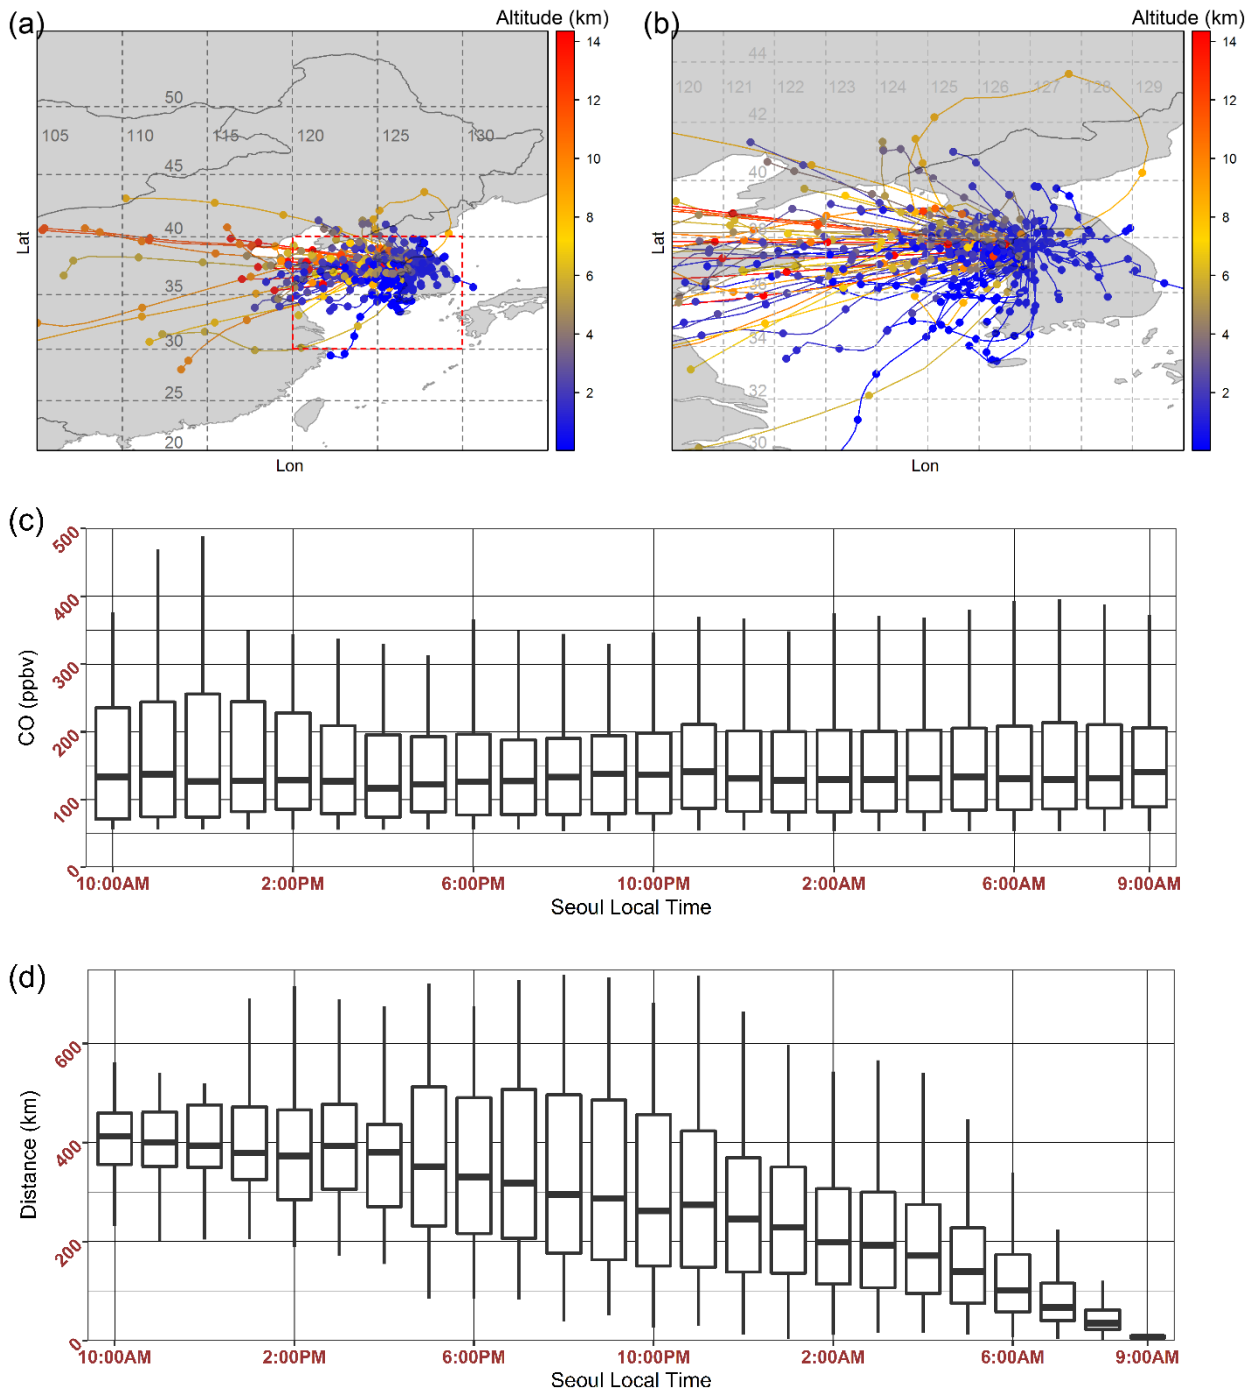 (a)
Altitude (km)
14
12
10
8
6
4
2
50
105 110 115 120 125 130
45
40
35
30
25
20
Lat
Lon
(b)
Altitude (km)
14
12
10
8
6
4
2
44
120 121 122 123 124 125 126 127 128 129
42
40
38
36
34
32
30
Lat
Lon
(c)
500
400
300
200
100
0
CO (ppbv)
10:00AM 2:00PM 6:00PM 10:00PM 2:00AM 6:00AM 9:00AM
Seoul Local Time
(d)
600
400
200
0
Distance (km)
10:00AM 2:00PM 6:00PM 10:00PM 2:00AM 6:00AM 9:00AM
Seoul Local Time